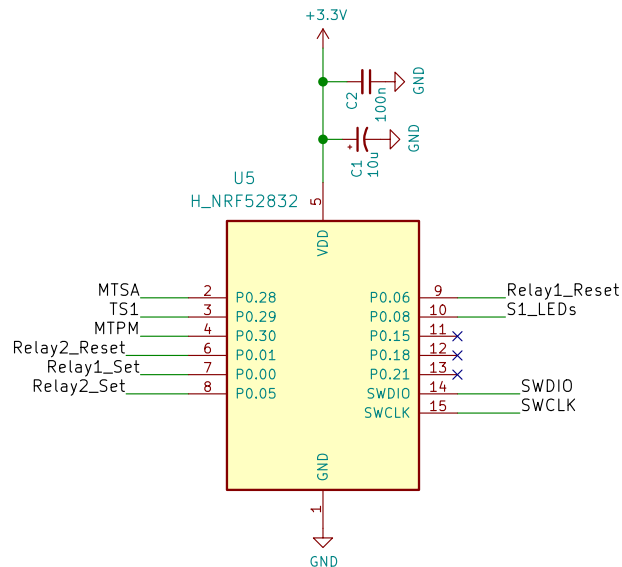 +3.3V
C2
100n
GND
C1
10u
+
GND
U5
H_NRF52832
5
VDD
MTSA 2 P0.28
TS1 3 P0.29
MTPM 4 P0.30
Relay2_Reset 6 P0.01
Relay1_Set 7 P0.00
Relay2_Set 8 P0.05
P0.06 9 Relay1_Reset
P0.08 10 S1_LEDs
P0.15 11
P0.18 12
P0.21 13
SWDIO 14 SWDIO
SWCLK 15 SWCLK
GND
1
GND